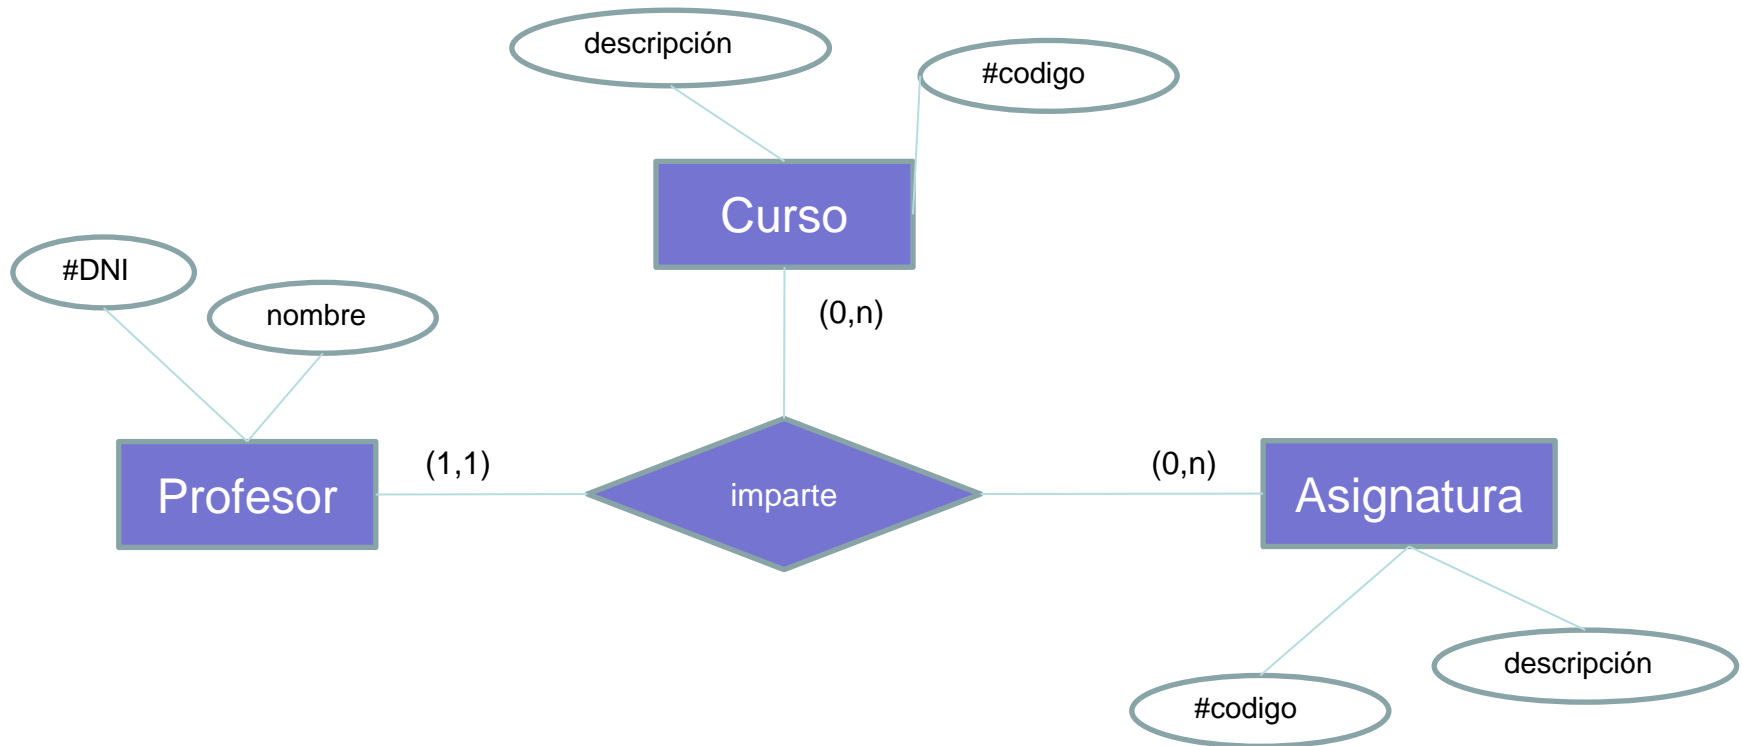 descripción
#codigo
Curso
#DNI
nombre
(0,n)
Profesor
(1,1)
imparte
(0,n)
Asignatura
descripción
#codigo